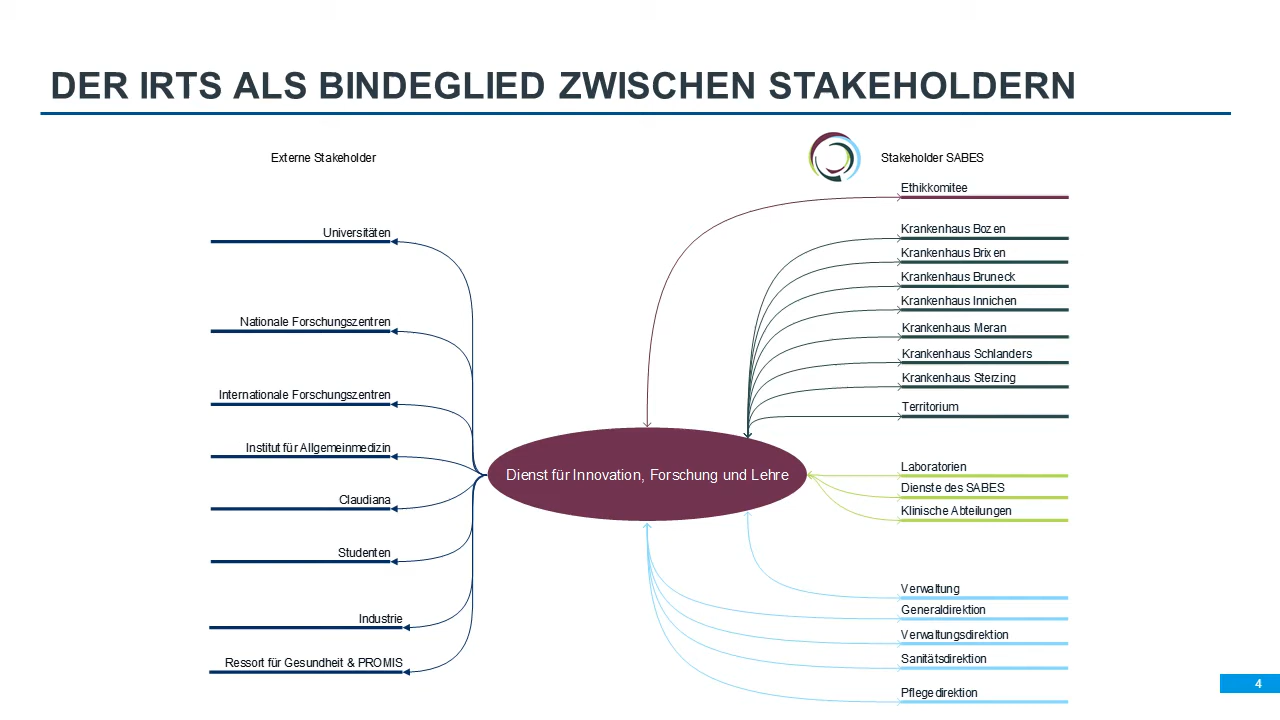 DER IRTS ALS BINDEGLIED ZWISCHEN STAKEHOLDERN
Externe Stakeholder
Universitäten
Nationale Forschungszentren
Internationale Forschungszentren
Institut für Allgemeinmedizin
Claudiana
Studenten
Industrie
Ressort für Gesundheit & PROMIS
Dienst für Innovation, Forschung und Lehre
Stakeholder SABES
Ethikkomitee
Krankenhaus Bozen
Krankenhaus Brixen
Krankenhaus Bruneck
Krankenhaus Innichen
Krankenhaus Meran
Krankenhaus Schlanders
Krankenhaus Sterzing
Territorium
Laboratorien
Dienste des SABES
Klinische Abteilungen
Verwaltung
Generaldirektion
Verwaltungsdirektion
Sanitätsdirektion
Pflegedirektion
4